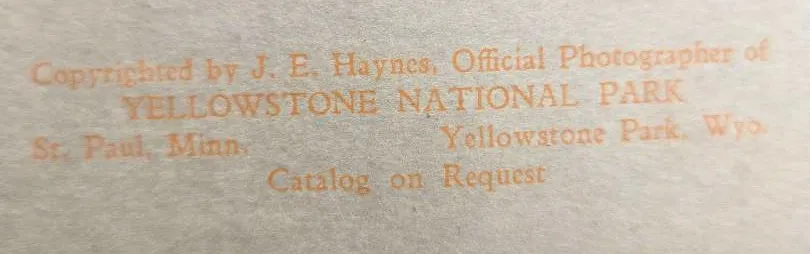 Copyrighted by J. E. Haynes, Official Photographer of
YELLOWSTONE NATIONAL PARK
St. Paul, Minn. Yellowstone Park, Wyo.
Catalog on Request